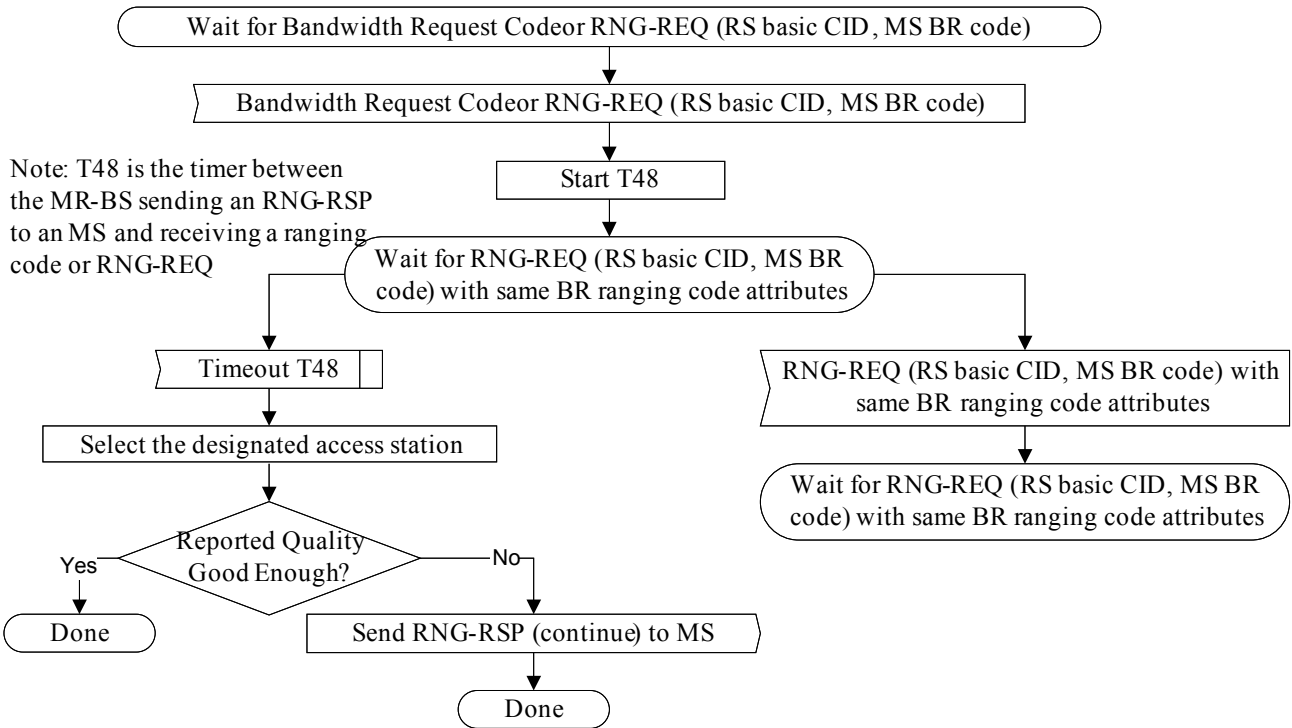 Wait for Bandwidth Request Codeor RNG-REQ (RS basic CID, MS BR code)
Bandwidth Request Codeor RNG-REQ (RS basic CID, MS BR code)
Note: T48 is the timer between
the MR-BS sending an RNG-RSP
to an MS and receiving a ranging
code or RNG-REQ
Start T48
Wait for RNG-REQ (RS basic CID, MS BR
code) with same BR ranging code attributes
Timeout T48
RNG-REQ (RS basic CID, MS BR code) with
same BR ranging code attributes
Select the designated access station
Wait for RNG-REQ (RS basic CID, MS BR
code) with same BR ranging code attributes
Reported Quality
Good Enough?
Yes
No
Done
Send RNG-RSP (continue) to MS
Done